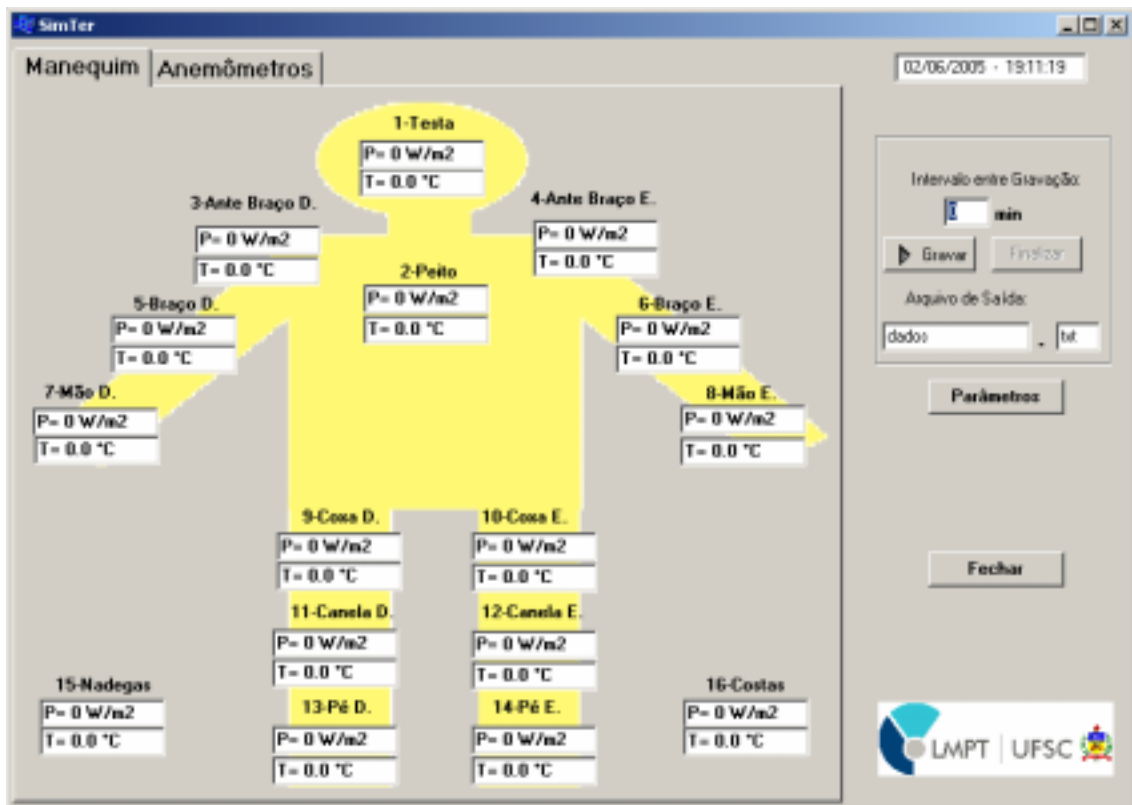 SimTer
Manequim
Anemômetros
02/06/2005 - 19:11:19
1-Testa
P= 0 W/m2
T= 0.0 °C
3-Ante Braço D.
P= 0 W/m2
T= 0.0 °C
4-Ante Braço E.
P= 0 W/m2
T= 0.0 °C
2-Peito
P= 0 W/m2
T= 0.0 °C
5-Braço D.
P= 0 W/m2
T= 0.0 °C
6-Braço E.
P= 0 W/m2
T= 0.0 °C
7-Mão D.
P= 0 W/m2
T= 0.0 °C
8-Mão E.
P= 0 W/m2
T= 0.0 °C
9-Coxa D.
P= 0 W/m2
T= 0.0 °C
10-Coxa E.
P= 0 W/m2
T= 0.0 °C
11-Canela D.
P= 0 W/m2
T= 0.0 °C
12-Canela E.
P= 0 W/m2
T= 0.0 °C
15-Nadegas
P= 0 W/m2
T= 0.0 °C
13-Pé D.
P= 0 W/m2
T= 0.0 °C
14-Pé E.
P= 0 W/m2
T= 0.0 °C
16-Costas
P= 0 W/m2
T= 0.0 °C
Intervalo entre Gravação:
min
Gravar
Finalizar
Arquivo de Saída:
dados . txt
Parâmetros
Fechar
LMPT | UFSC